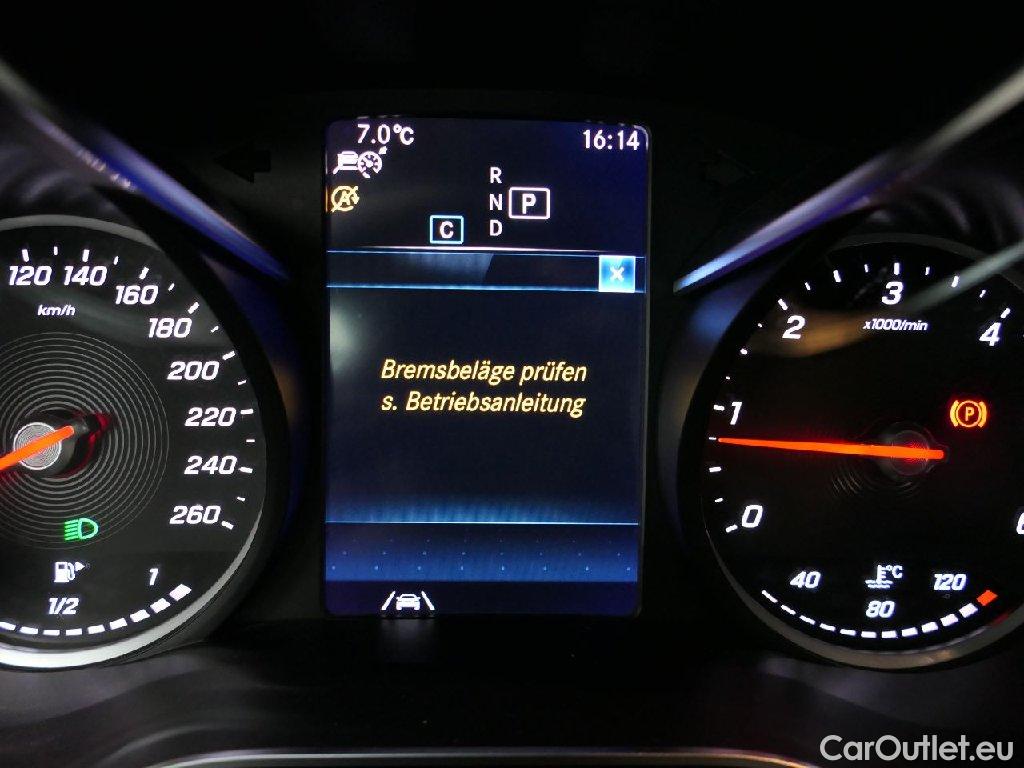 7.0°C 16:14
R
N P
C D
Bremsbeläge prüfen
s. Betriebsanleitung
120 140 160 180 200 220 240 260
km/h
1/2 1
0 1 2 3 4
x1000/min
P
40 80 120
°C
CarOutlet.eu